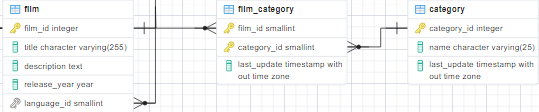 film
film_id integer
title character varying(255)
description text
release_year year
language_id smallint
film_category
film_id smallint
category_id smallint
last_update timestamp with
out time zone
category
category_id integer
name character varying(25)
last_update timestamp with
out time zone